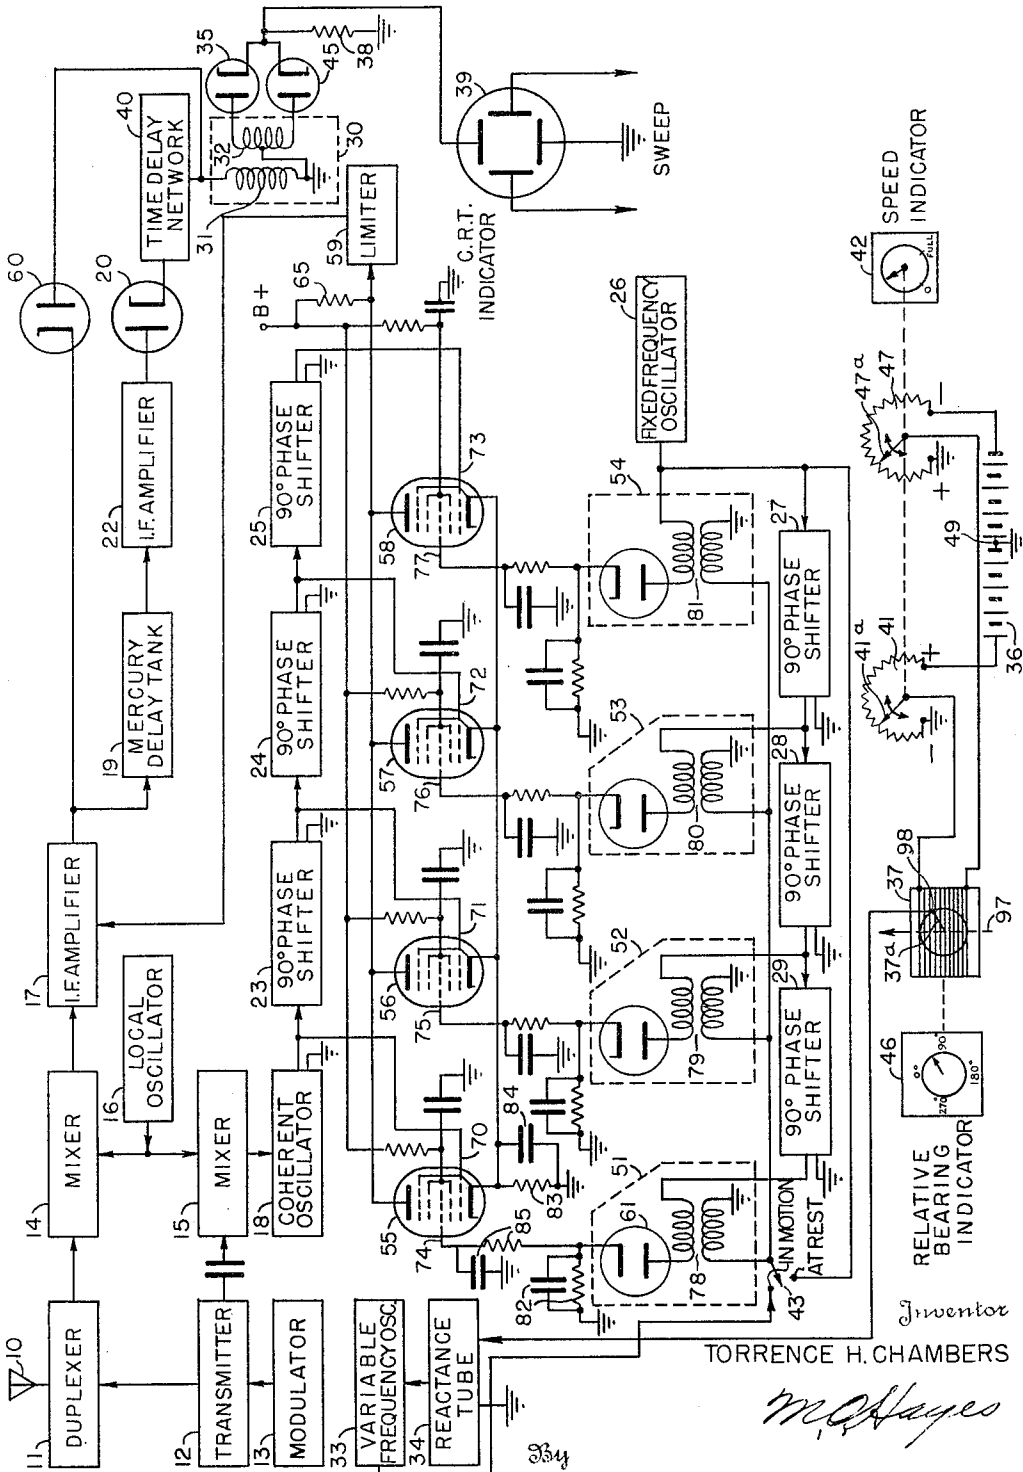 10
11
DUPLEXER
14
MIXER
17
I.F. AMPLIFIER
19
MERCURY
DELAY TANK
22
I.F. AMPLIFIER
20
60
TIME DELAY
NETWORK
40
35
45
38
32
31
30
12
TRANSMITTER
15
MIXER
16
LOCAL
OSCILLATOR
13
MODULATOR
18
COHERENT
OSCILLATOR
23
90° PHASE
SHIFTER
24
90° PHASE
SHIFTER
25
90° PHASE
SHIFTER
B+
65
59
LIMITER
39
C.R.T.
INDICATOR
SWEEP
33
VARIABLE
FREQUENCY OSC.
34
REACTANCE
TUBE
55
56
57
58
70
71
72
73
74
75
76
77
82
83
84
85
51
52
53
54
61
78
79
80
81
26
FIXED FREQUENCY
OSCILLATOR
27
90° PHASE
SHIFTER
28
90° PHASE
SHIFTER
29
90° PHASE
SHIFTER
IN MOTION
AT REST
43
RELATIVE
BEARING
INDICATOR
46
0°
90°
180°
270°
37
37a
97
98
41
41a
+
-
36
49
47
47a
+
-
42
O
FULL
SPEED
INDICATOR
Inventor
TORRENCE H. CHAMBERS
By
M.O. Hayes